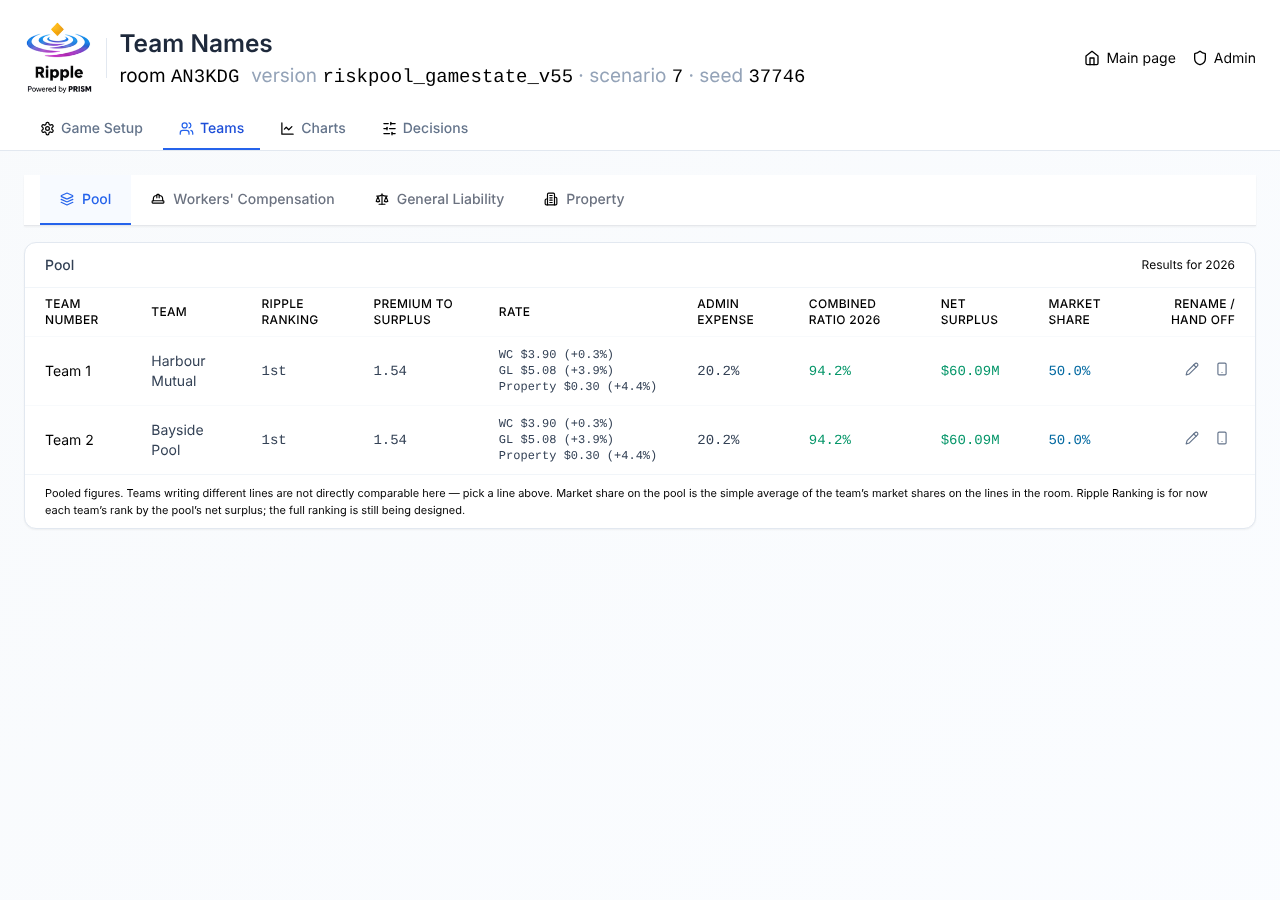 Ripple
Powered by PRISM
Team Names
room AN3KDG version riskpool_gamestate_v55 · scenario 7 · seed 37746
Main page
Admin
Game Setup
Teams
Charts
Decisions
Pool
Workers' Compensation
General Liability
Property
Pool
Results for 2026
TEAM NUMBER
TEAM
RIPPLE RANKING
PREMIUM TO SURPLUS
RATE
ADMIN EXPENSE
COMBINED RATIO 2026
NET SURPLUS
MARKET SHARE
RENAME / HAND OFF
Team 1
Harbour Mutual
1st
1.54
WC $3.90 (+0.3%)
GL $5.08 (+3.9%)
Property $0.30 (+4.4%)
20.2%
94.2%
$60.09M
50.0%
Team 2
Bayside Pool
1st
1.54
WC $3.90 (+0.3%)
GL $5.08 (+3.9%)
Property $0.30 (+4.4%)
20.2%
94.2%
$60.09M
50.0%
Pooled figures. Teams writing different lines are not directly comparable here — pick a line above. Market share on the pool is the simple average of the team's market shares on the lines in the room. Ripple Ranking is for now
each team's rank by the pool's net surplus; the full ranking is still being designed.